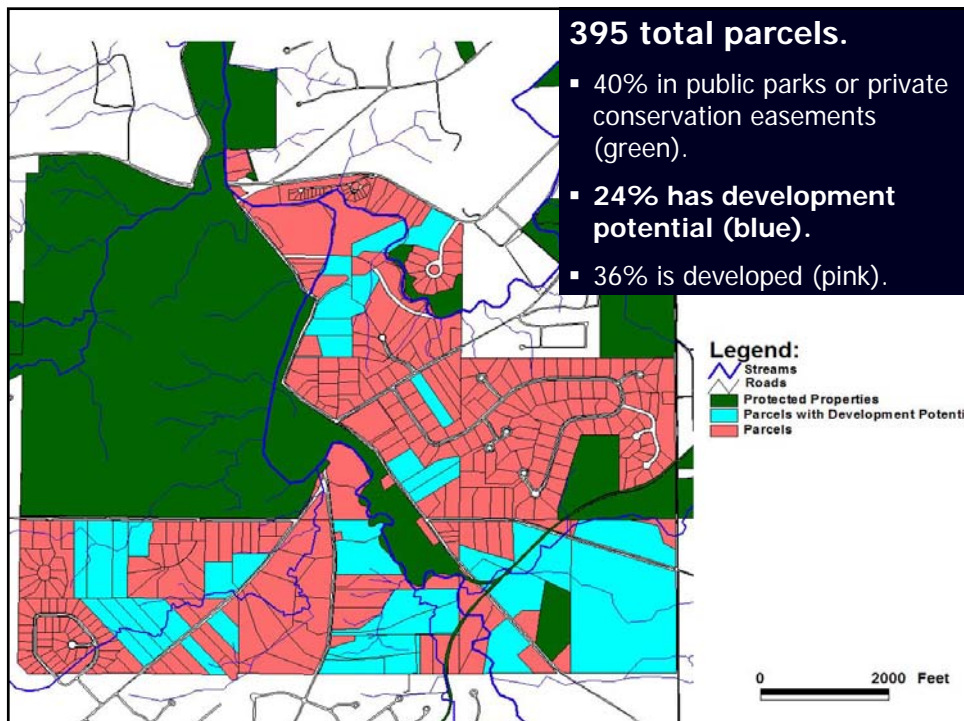 395 total parcels.
▪ 40% in public parks or private
conservation easements
(green).
▪ 24% has development
potential (blue).
▪ 36% is developed (pink).
Legend:
Streams
Roads
Protected Properties
Parcels with Development Potenti
Parcels
0 2000 Feet